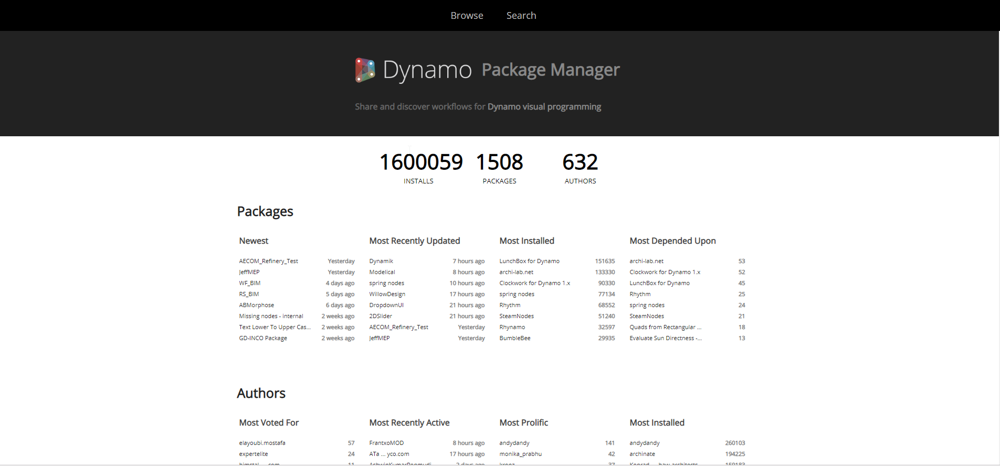 Browse Search
Dynamo Package Manager
Share and discover workflows for Dynamo visual programming
1600059 1508 632
INSTALLS PACKAGES AUTHORS
Packages
Newest Most Recently Updated Most Installed Most Depended Upon
AECOM_Refinery_Test Yesterday Dynamik 7 hours ago LunchBox for Dynamo 151635 archi-lab.net 53
JeffMEP Yesterday Modelical 8 hours ago archi-lab.net 133330 Clockwork for Dynamo 1.x 52
WF_BIM 4 days ago spring nodes 10 hours ago Clockwork for Dynamo 1.x 90330 LunchBox for Dynamo 45
RS_BIM 5 days ago WillowDesign 17 hours ago spring nodes 77134 Rhythm 25
ABMorphose 6 days ago DropdownUI 21 hours ago Rhythm 68552 spring nodes 24
Missing nodes - internal 2 weeks ago 2DSlider 21 hours ago SteamNodes 51240 SteamNodes 21
Text Lower To Upper Cas... 2 weeks ago AECOM_Refinery_Test Yesterday Rhynamo 32597 Quads from Rectangular ... 18
GD-INCO Package 2 weeks ago JeffMEP Yesterday BumbleBee 29935 Evaluate Sun Directness -... 13
Authors
Most Voted For Most Recently Active Most Prolific Most Installed
elayoubi.mostafa 57 FrantxoMOD 8 hours ago andydandy 141 andydandy 260103
expertelite 24 ATa ... yco.com 17 hours ago monika_prabhu 42 archinate 194225
11 AshwinKumarPonmudi 2 days ago 37 Konrad ... haw-architects